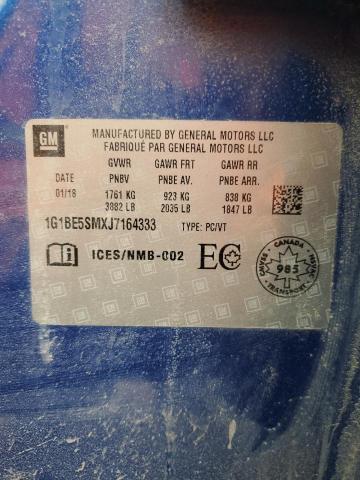 GM
MANUFACTURED BY GENERAL MOTORS LLC
FABRIQUÉ PAR GENERAL MOTORS LLC
GVWR GAWR FRT GAWR RR
DATE PNBV PNBE AV. PNBE ARR.
01/18 1761 KG 923 KG 838 KG
3882 LB 2035 LB 1847 LB
1G1BE5SMXJ7164333 TYPE: PC/VT
ICES/NMB-002 EC
CANADA
985
TRANSPORT